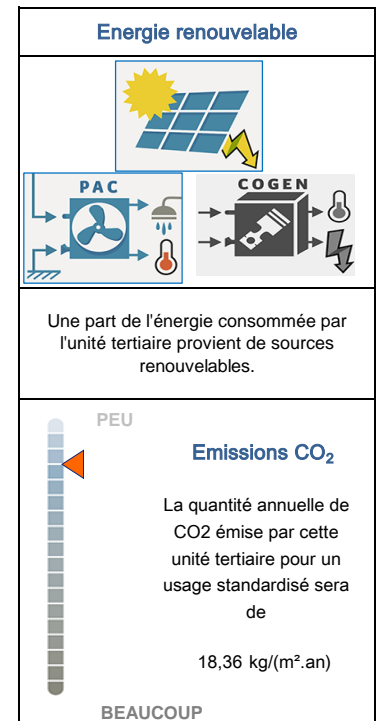 Energie renouvelable
PAC
COGEN
Une part de l'énergie consommée par
l'unité tertiaire provient de sources
renouvelables.
PEU
Emissions CO₂
La quantité annuelle de
CO2 émise par cette
unité tertiaire pour un
usage standardisé sera
de
18,36 kg/(m².an)
BEAUCOUP